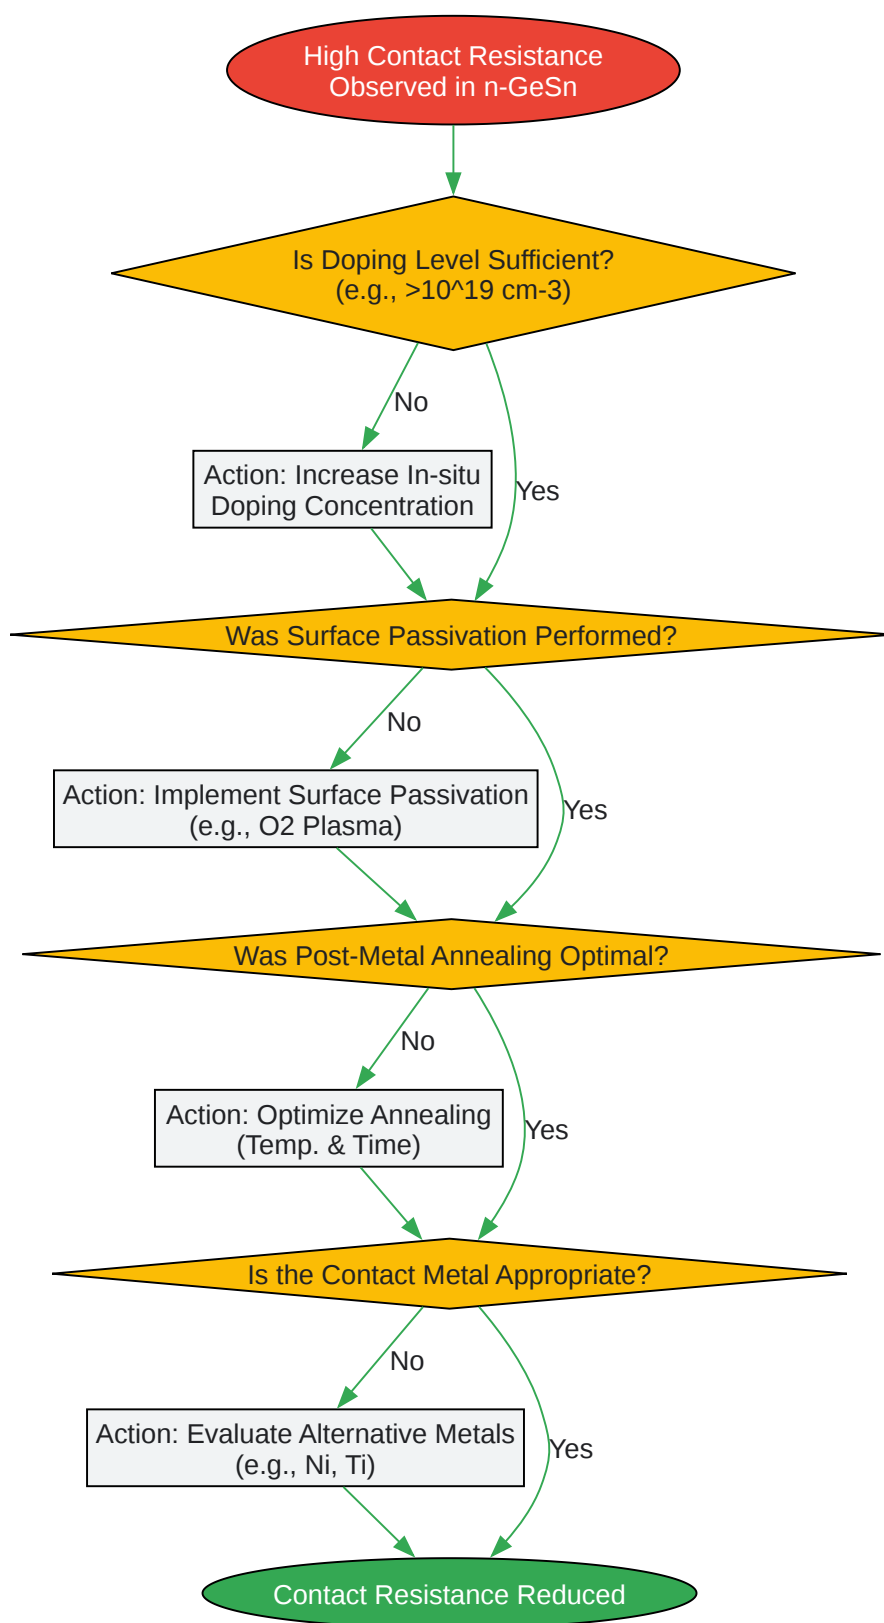 High Contact Resistance
Observed in n-GeSn
Is Doping Level Sufficient?
(e.g., >10^19 cm-3)
No
Action: Increase In-situ
Doping Concentration
Yes
Was Surface Passivation Performed?
No
Action: Implement Surface Passivation
(e.g., O2 Plasma)
Yes
Was Post-Metal Annealing Optimal?
No
Action: Optimize Annealing
(Temp. & Time)
Yes
Is the Contact Metal Appropriate?
No
Action: Evaluate Alternative Metals
(e.g., Ni, Ti)
Yes
Contact Resistance Reduced